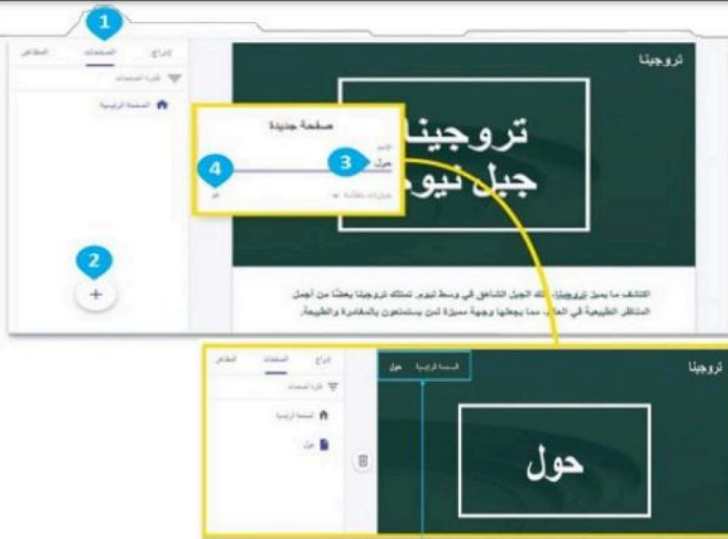 1
إدراج الصفحات المظاهر
الصفحة الرئيسية
2
+
تروجينا
تروجينا
جبل نيوم
صفحة جديدة
الاسم
3
حول
4
اكتشف ما يميز تروجينا، ذلك الجبل الشاهق في وسط نيوم. تمتلك تروجينا بعضًا من أجمل
المناظر الطبيعية في العالم، مما يجعلها وجهة مميزة لمن يستمتعون بالمغامرة والطبيعة.
إدراج الصفحات المظاهر
الصفحة الرئيسية
حول
الصفحة الرئيسية حول
تروجينا
حول